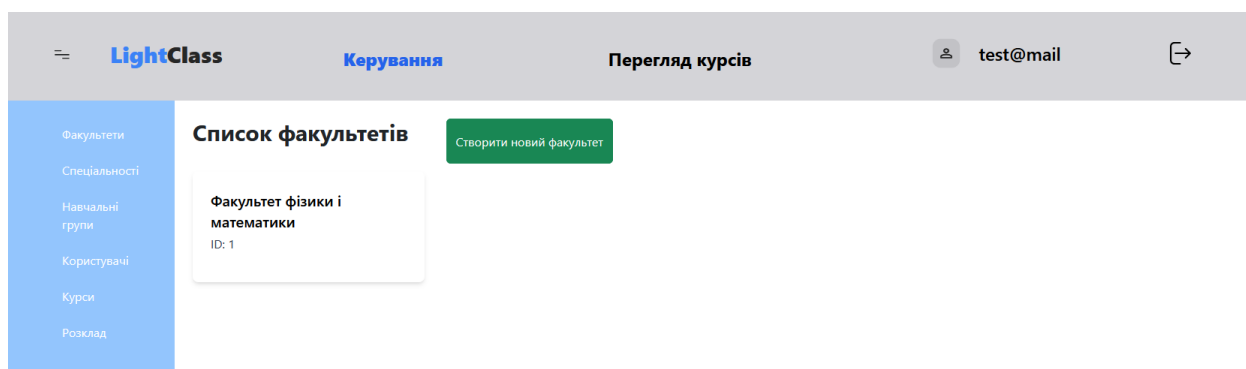 LightClass
Керування
Перегляд курсів
test@mail
Факультети
Спеціальності
Навчальні
групи
Користувачі
Курси
Розклад
Список факультетів
Створити новий факультет
Факультет фізики і
математики
ID: 1